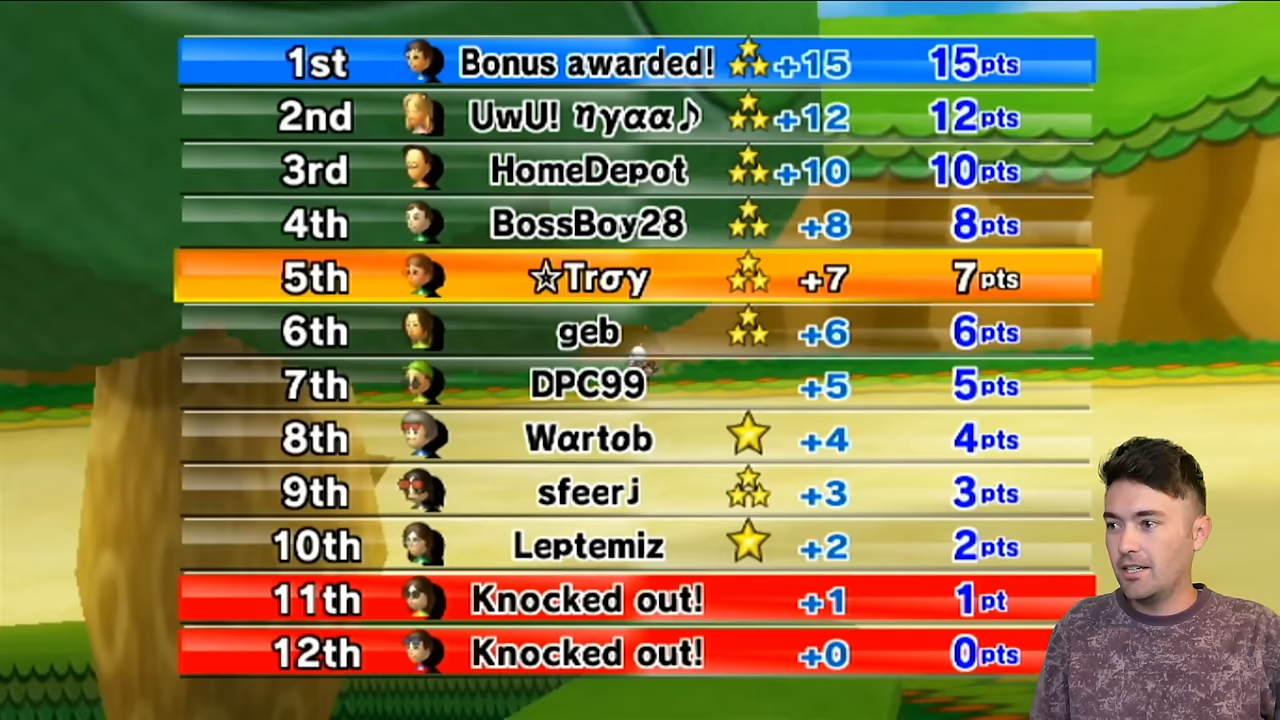 1st Bonus awarded! +15 15pts
2nd UwU! ηyαα♪ +12 12pts
3rd HomeDepot +10 10pts
4th BossBoy28 +8 8pts
5th ☆Trσy +7 7pts
6th geb +6 6pts
7th DPC99 +5 5pts
8th Wαrtοb +4 4pts
9th sfeerj +3 3pts
10th Leptemiz +2 2pts
11th Knocked out! +1 1pt
12th Knocked out! +0 0pts